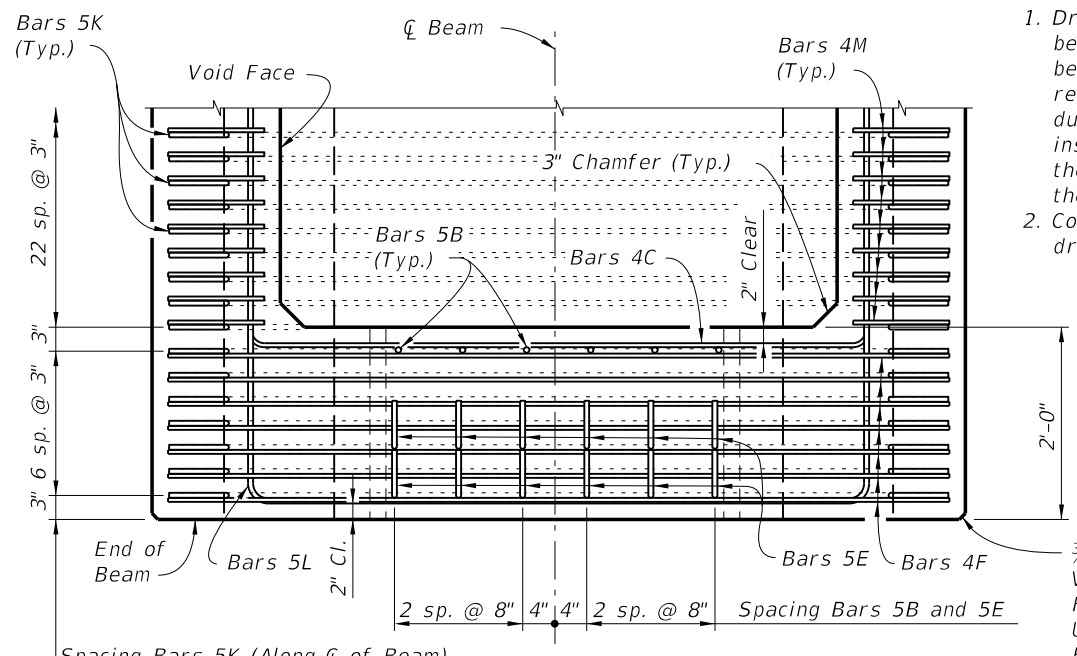 Bars 5K
(Typ.)
℄ Beam
Void Face
Bars 4M
(Typ.)
1. Dr
be
be
re
du
ins
the
the
2. Co
dr
22 sp. @ 3"
3" Chamfer (Typ.)
Bars 5B
(Typ.)
Bars 4C
2" Clear
3"
6 sp. @ 3"
3"
2'-0"
End of
Beam
Bars 5L
2" Cl.
Bars 5E
Bars 4F
2 sp. @ 8"
4"
4"
2 sp. @ 8"
Spacing Bars 5B and 5E
Spacing Bars 5K (Along ℄ of Beam)